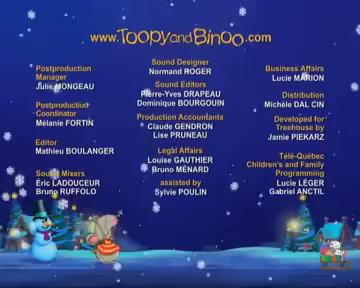 www.ToopyandBinoo.com
Postproduction
Manager
Julie MONGEAU
Postproduction
Coordinator
Mélanie FORTIN
Editor
Mathieu BOULANGER
Sound Mixers
Éric LADOUCEUR
Bruno RUFFOLO
Sound Designer
Normand ROGER
Sound Editors
Pierre-Yves DRAPEAU
Dominique BOURGOUIN
Production Accountants
Claude GENDRON
Lise PRUNEAU
Legal Affairs
Louise GAUTHIER
Bruno MÉNARD
assisted by
Sylvie POULIN
Business Affairs
Lucie MARION
Distribution
Michèle DAL CIN
Developed for
Treehouse by
Jamie PIEKARZ
Télé-Québec
Children's and Family
Programming
Lucie LÉGER
Gabriel ANCTIL